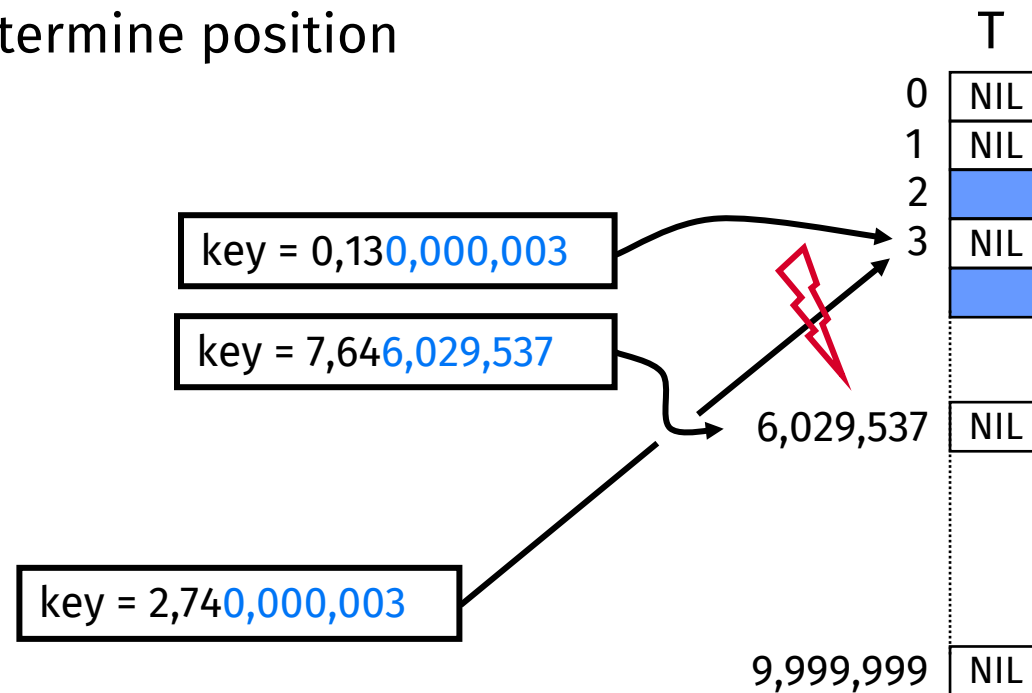 termine position
T
0 NIL
1 NIL
2
key = 0,130,000,003
3 NIL
key = 7,646,029,537
6,029,537 NIL
key = 2,740,000,003
9,999,999 NIL